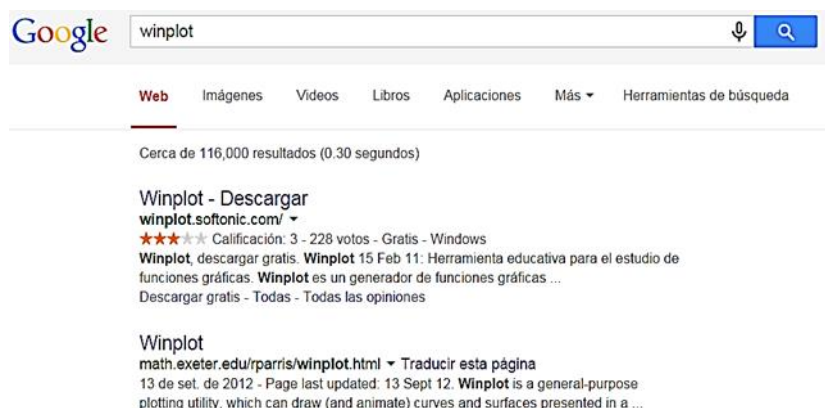 Google winplot
Web Imágenes Videos Libros Aplicaciones Más Herramientas de búsqueda
Cerca de 116,000 resultados (0.30 segundos)
Winplot - Descargar
winplot.softonic.com/
Calificación: 3 - 228 votos - Gratis - Windows
Winplot, descargar gratis. Winplot 15 Feb 11: Herramienta educativa para el estudio de
funciones gráficas. Winplot es un generador de funciones gráficas ...
Descargar gratis - Todas - Todas las opiniones
Winplot
math.exeter.edu/rparris/winplot.html Traducir esta página
13 de set. de 2012 - Page last updated: 13 Sept 12. Winplot is a general-purpose
plotting utility, which can draw (and animate) curves and surfaces presented in a ...